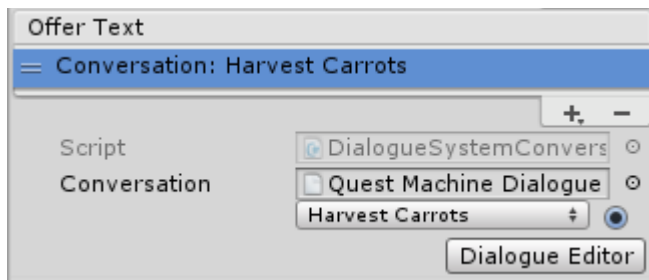 Offer Text
Conversation: Harvest Carrots
Script DialogueSystemConvers
Conversation Quest Machine Dialogue
Harvest Carrots
Dialogue Editor